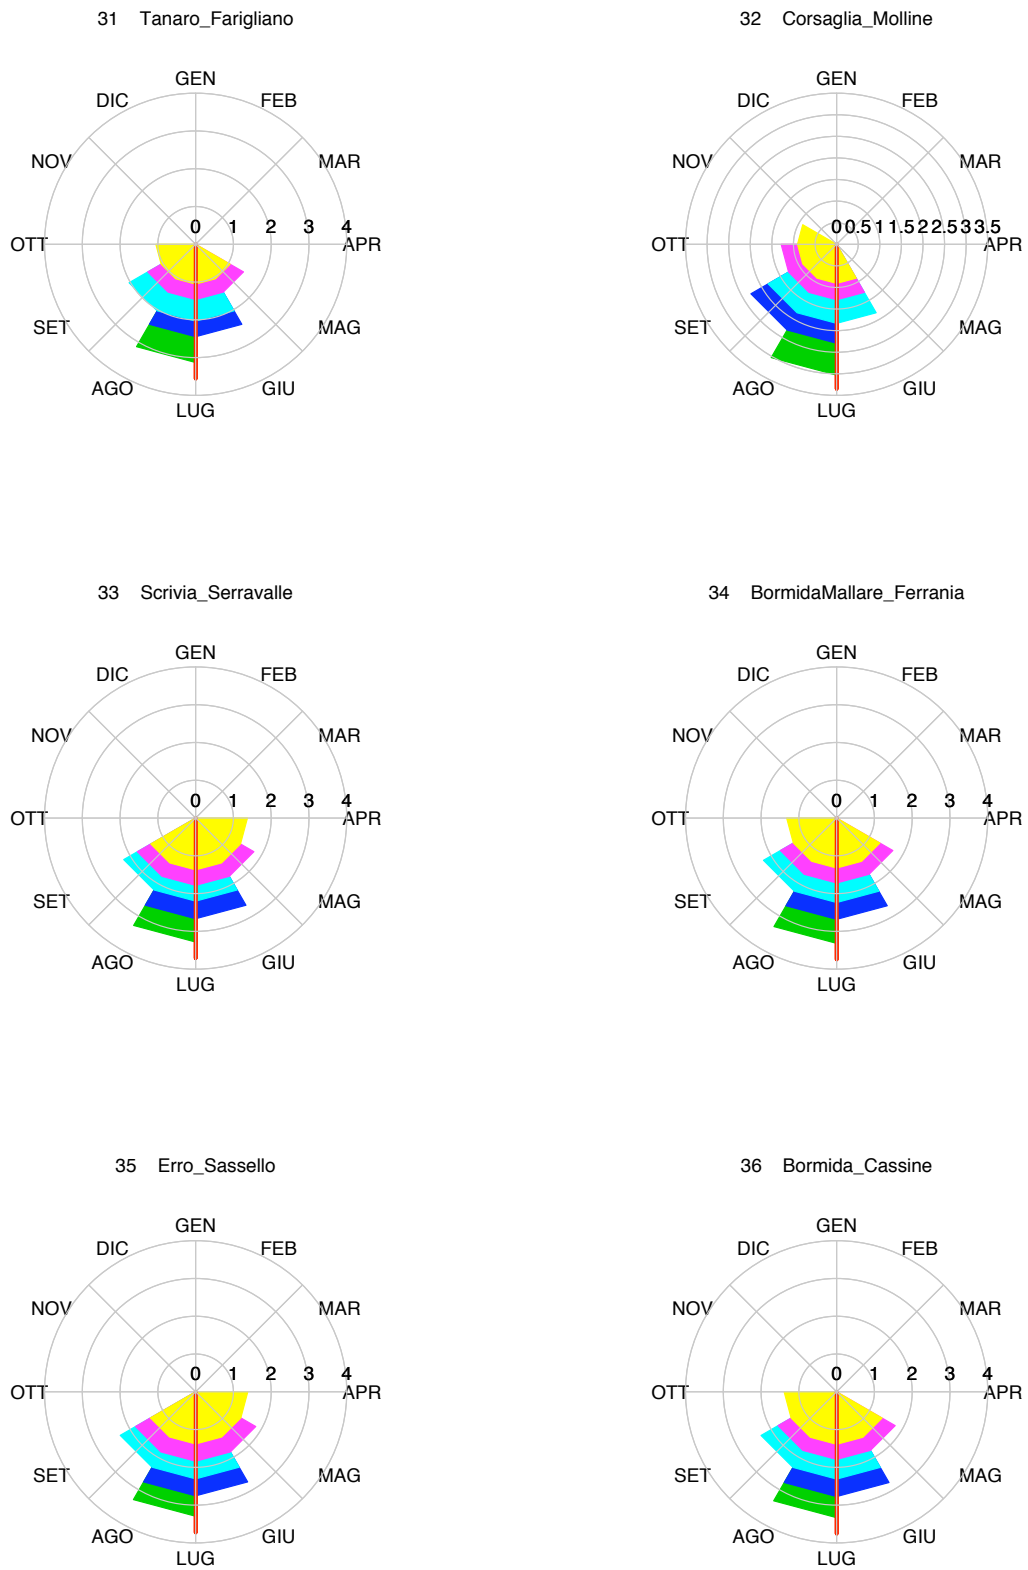 31 Tanaro_Farigliano
32 Corsaglia_Molline
GEN
GEN
DIC
FEB
DIC
FEB
NOV
MAR
NOV
MAR
0 1 2 3 4
0 0.5 1 1.5 2 2.5 3 3.5
OTT
APR
OTT
APR
SET
MAG
SET
MAG
AGO
GIU
AGO
GIU
LUG
LUG
33 Scrivia_Serravalle
34 BormidaMallare_Ferrania
GEN
GEN
DIC
FEB
DIC
FEB
NOV
MAR
NOV
MAR
0 1 2 3 4
0 1 2 3 4
OTT
APR
OTT
APR
SET
MAG
SET
MAG
AGO
GIU
AGO
GIU
LUG
LUG
35 Erro_Sassello
36 Bormida_Cassine
GEN
GEN
DIC
FEB
DIC
FEB
NOV
MAR
NOV
MAR
0 1 2 3 4
0 1 2 3 4
OTT
APR
OTT
APR
SET
MAG
SET
MAG
AGO
GIU
AGO
GIU
LUG
LUG